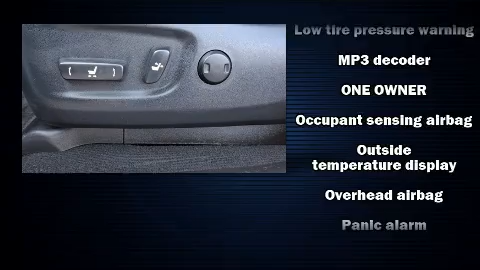 Low tire pressure warning
MP3 decoder
ONE OWNER
Occupant sensing airbag
Outside
temperature display
Overhead airbag
Panic alarm